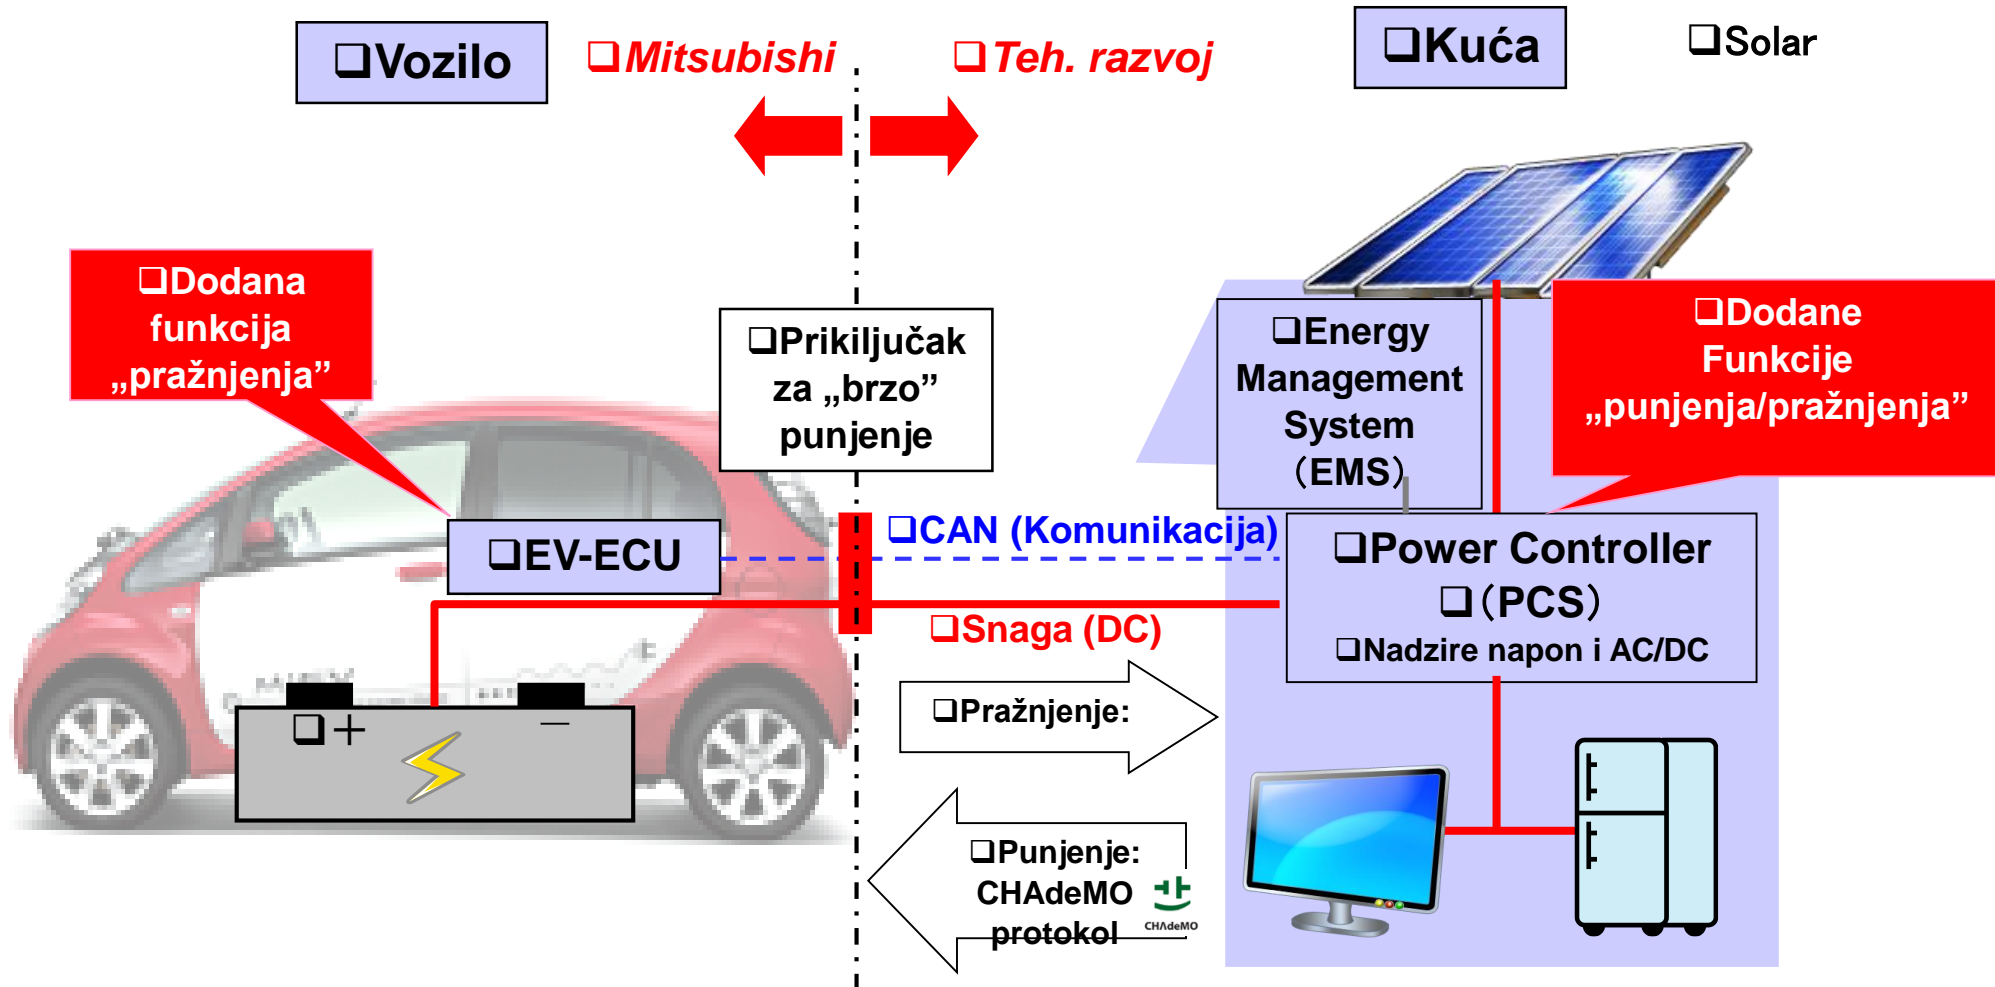 ❑Vozilo
❑Mitsubishi
❑Teh. razvoj
❑Kuća
❑Solar
❑Dodana
funkcija
„pražnjenja”
❑Prikiljučak
za „brzo”
punjenje
❑Energy
Management
System
（EMS）
❑Dodane
Funkcije
„punjenja/pražnjenja”
❑EV-ECU
❑CAN (Komunikacija)
❑Power Controller
❑（PCS）
❑Nadzire napon i AC/DC
❑Snaga (DC)
❑Pražnjenje:
❑＋ －
❑Punjenje:
CHAdeMO
protokol
CHAdeMO